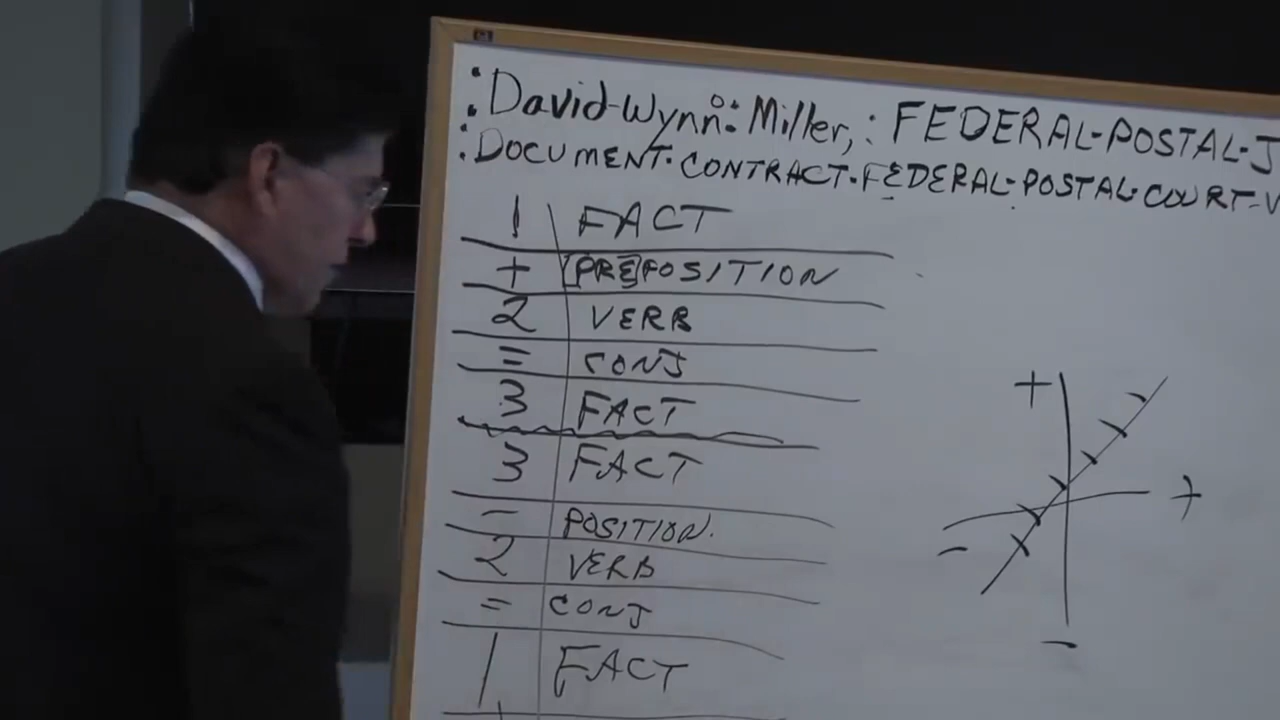 :David-Wynn: Miller, : FEDERAL-POSTAL-J
:DOCUMENT-CONTRACT-FEDERAL-POSTAL-COURT-V
1 FACT
+ PREPOSITION
2 VERB
= CONJ
3 FACT
3 FACT
- POSITION.
2 VERB
= CONJ
1 FACT
+
+
-
-